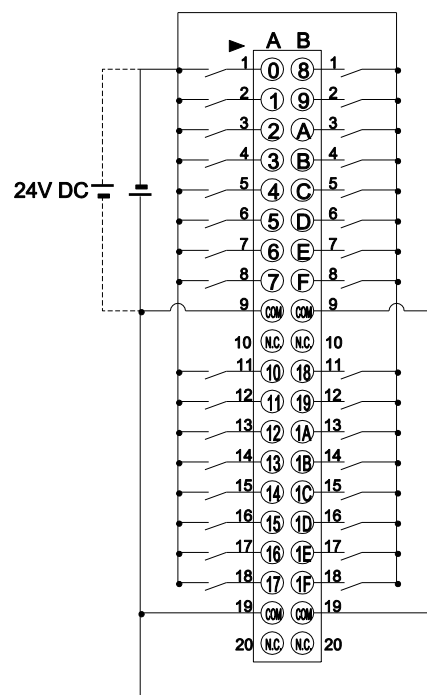 A B
1 0 8 1
2 1 9 2
3 2 A 3
4 3 B 4
24V DC 5 4 C 5
6 5 D 6
7 6 E 7
8 7 F 8
9 COM COM 9
10 N.C. N.C. 10
11 10 18 11
12 11 19 12
13 12 1A 13
14 13 1B 14
15 14 1C 15
16 15 1D 16
17 16 1E 17
18 17 1F 18
19 COM COM 19
20 N.C. N.C. 20